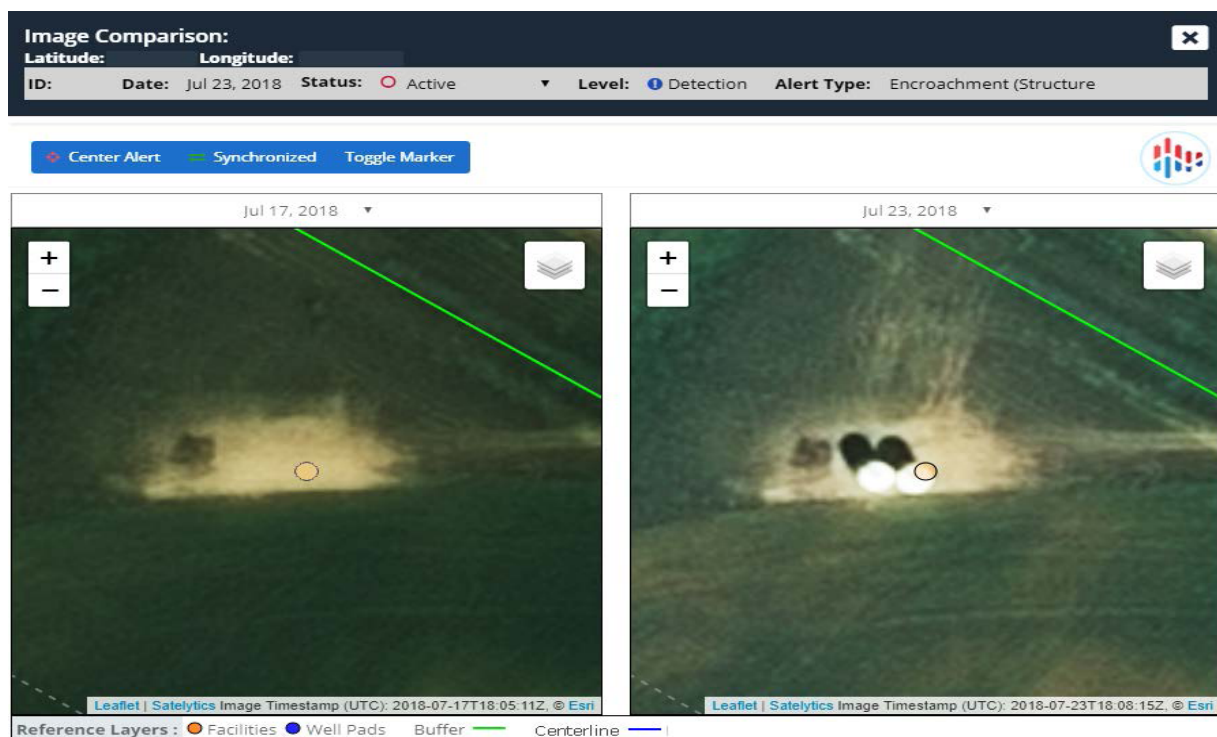 Image Comparison:
Latitude: Longitude:
ID: Date: Jul 23, 2018 Status: Active ▼ Level: Detection Alert Type: Encroachment (Structure
Center Alert Synchronized Toggle Marker
Jul 17, 2018 ▼
Jul 23, 2018 ▼
+
−
+
−
Leaflet | Satelytics Image Timestamp (UTC): 2018-07-17T18:05:11Z, © Esri
Leaflet | Satelytics Image Timestamp (UTC): 2018-07-23T18:08:15Z, © Esri
Reference Layers : Facilities Well Pads Buffer Centerline